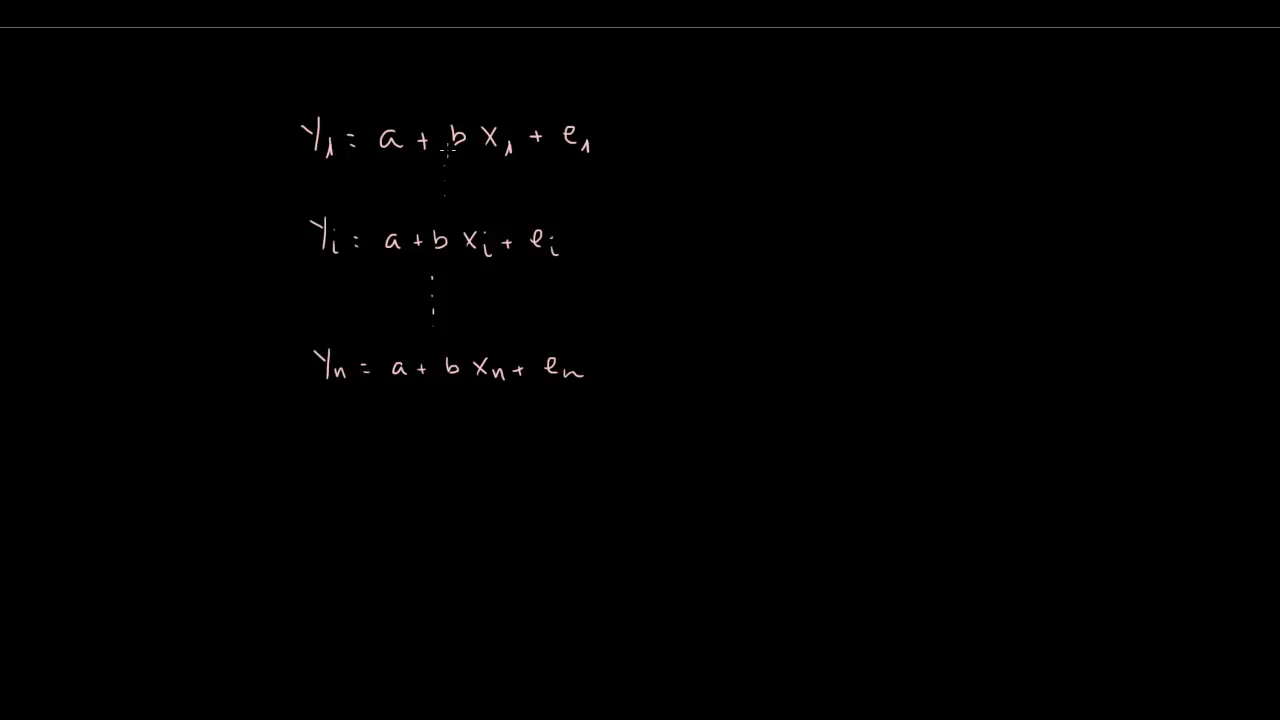 y₁ = a + b x₁ + e₁
yᵢ = a + b xᵢ + eᵢ
yₙ = a + b xₙ + eₙ